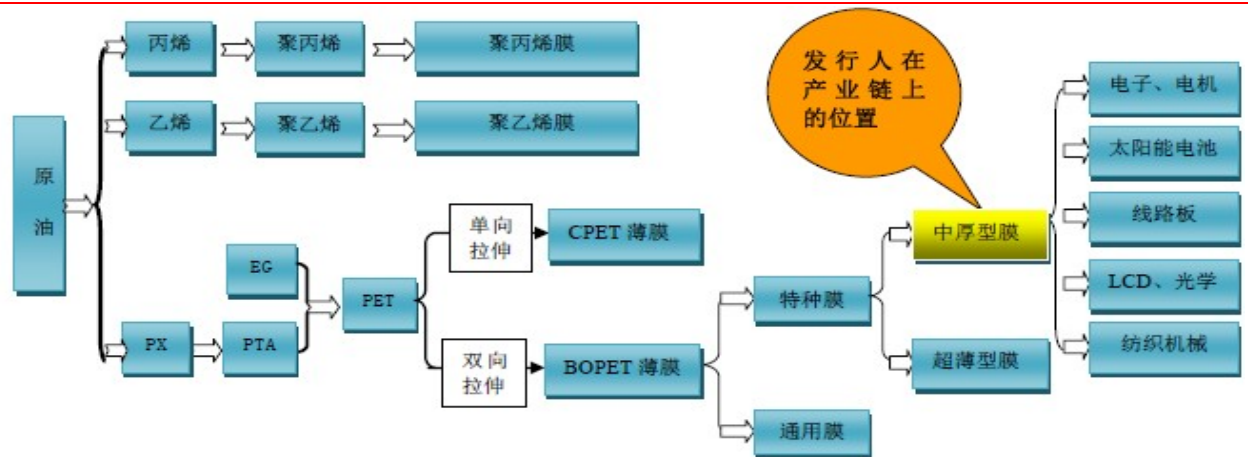 丙烯
聚丙烯
聚丙烯膜
乙烯
聚乙烯
聚乙烯膜
原
油
EG
PX
PTA
PET
单向
拉伸
CPET 薄膜
双向
拉伸
BOPET 薄膜
特种膜
通用膜
发行人在
产业链上
的位置
中厚型膜
超薄型膜
电子、电机
太阳能电池
线路板
LCD、光学
纺织机械